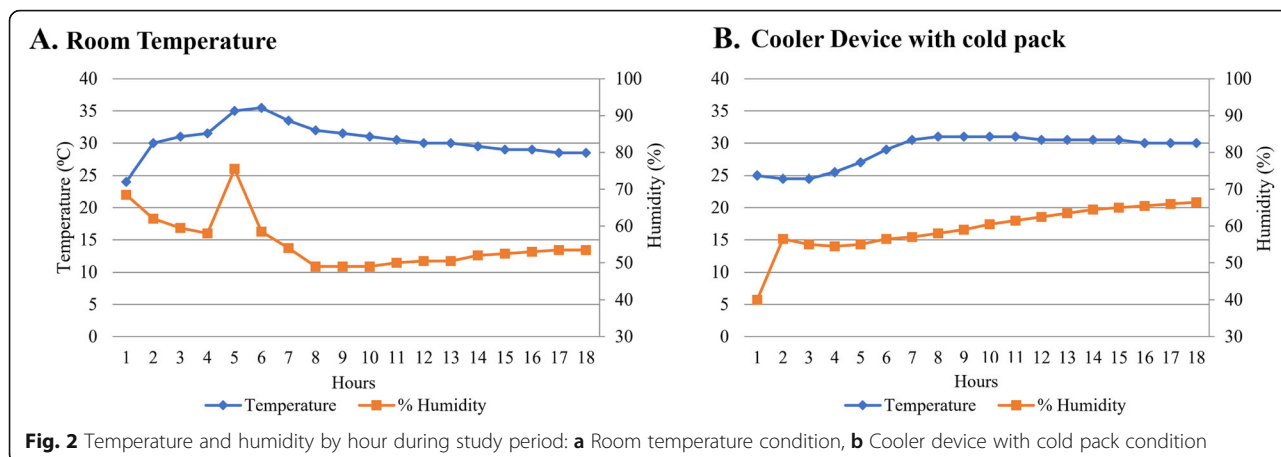 A. Room Temperature
40
35
30
25
20
15
10
5
0
Temperature (ºC)
100
90
80
70
60
50
40
30
Humidity (%)
1 2 3 4 5 6 7 8 9 10 11 12 13 14 15 16 17 18
Hours
Temperature % Humidity
B. Cooler Device with cold pack
40
35
30
25
20
15
10
5
0
100
90
80
70
60
50
40
30
Humidity (%)
1 2 3 4 5 6 7 8 9 10 11 12 13 14 15 16 17 18
Hours
Temperature % Humidity
Fig. 2 Temperature and humidity by hour during study period: a Room temperature condition, b Cooler device with cold pack condition